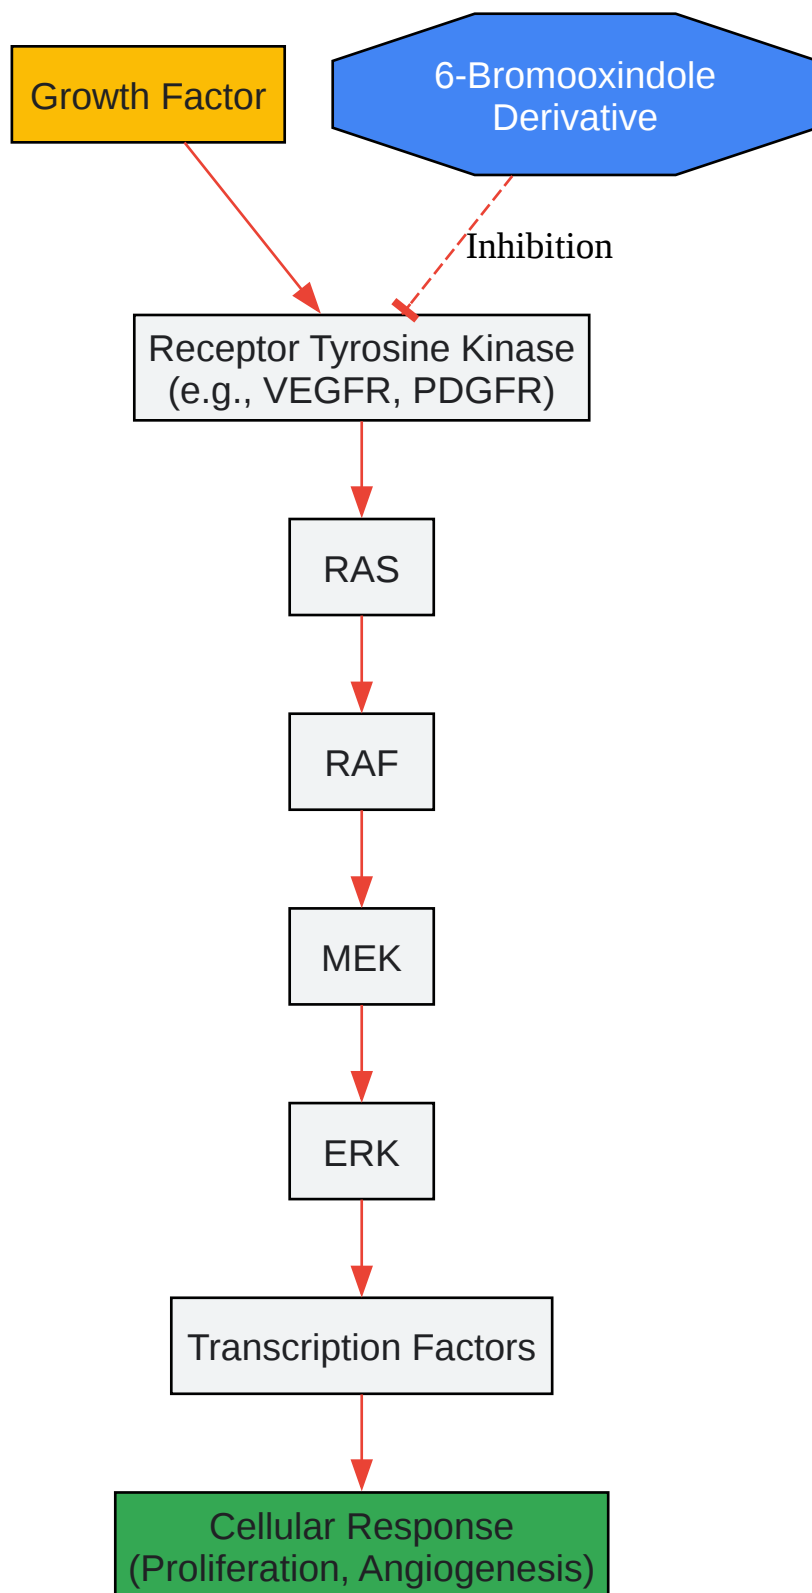 Growth Factor
6-Bromooxindole
Derivative
Inhibition
Receptor Tyrosine Kinase
(e.g., VEGFR, PDGFR)
RAS
RAF
MEK
ERK
Transcription Factors
Cellular Response
(Proliferation, Angiogenesis)